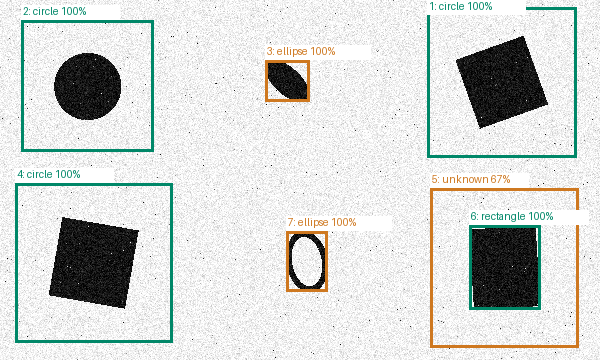 2: circle 100%
1: circle 100%
3: ellipse 100%
4: circle 100%
5: unknown 67%
6: rectangle 100%
7: ellipse 100%